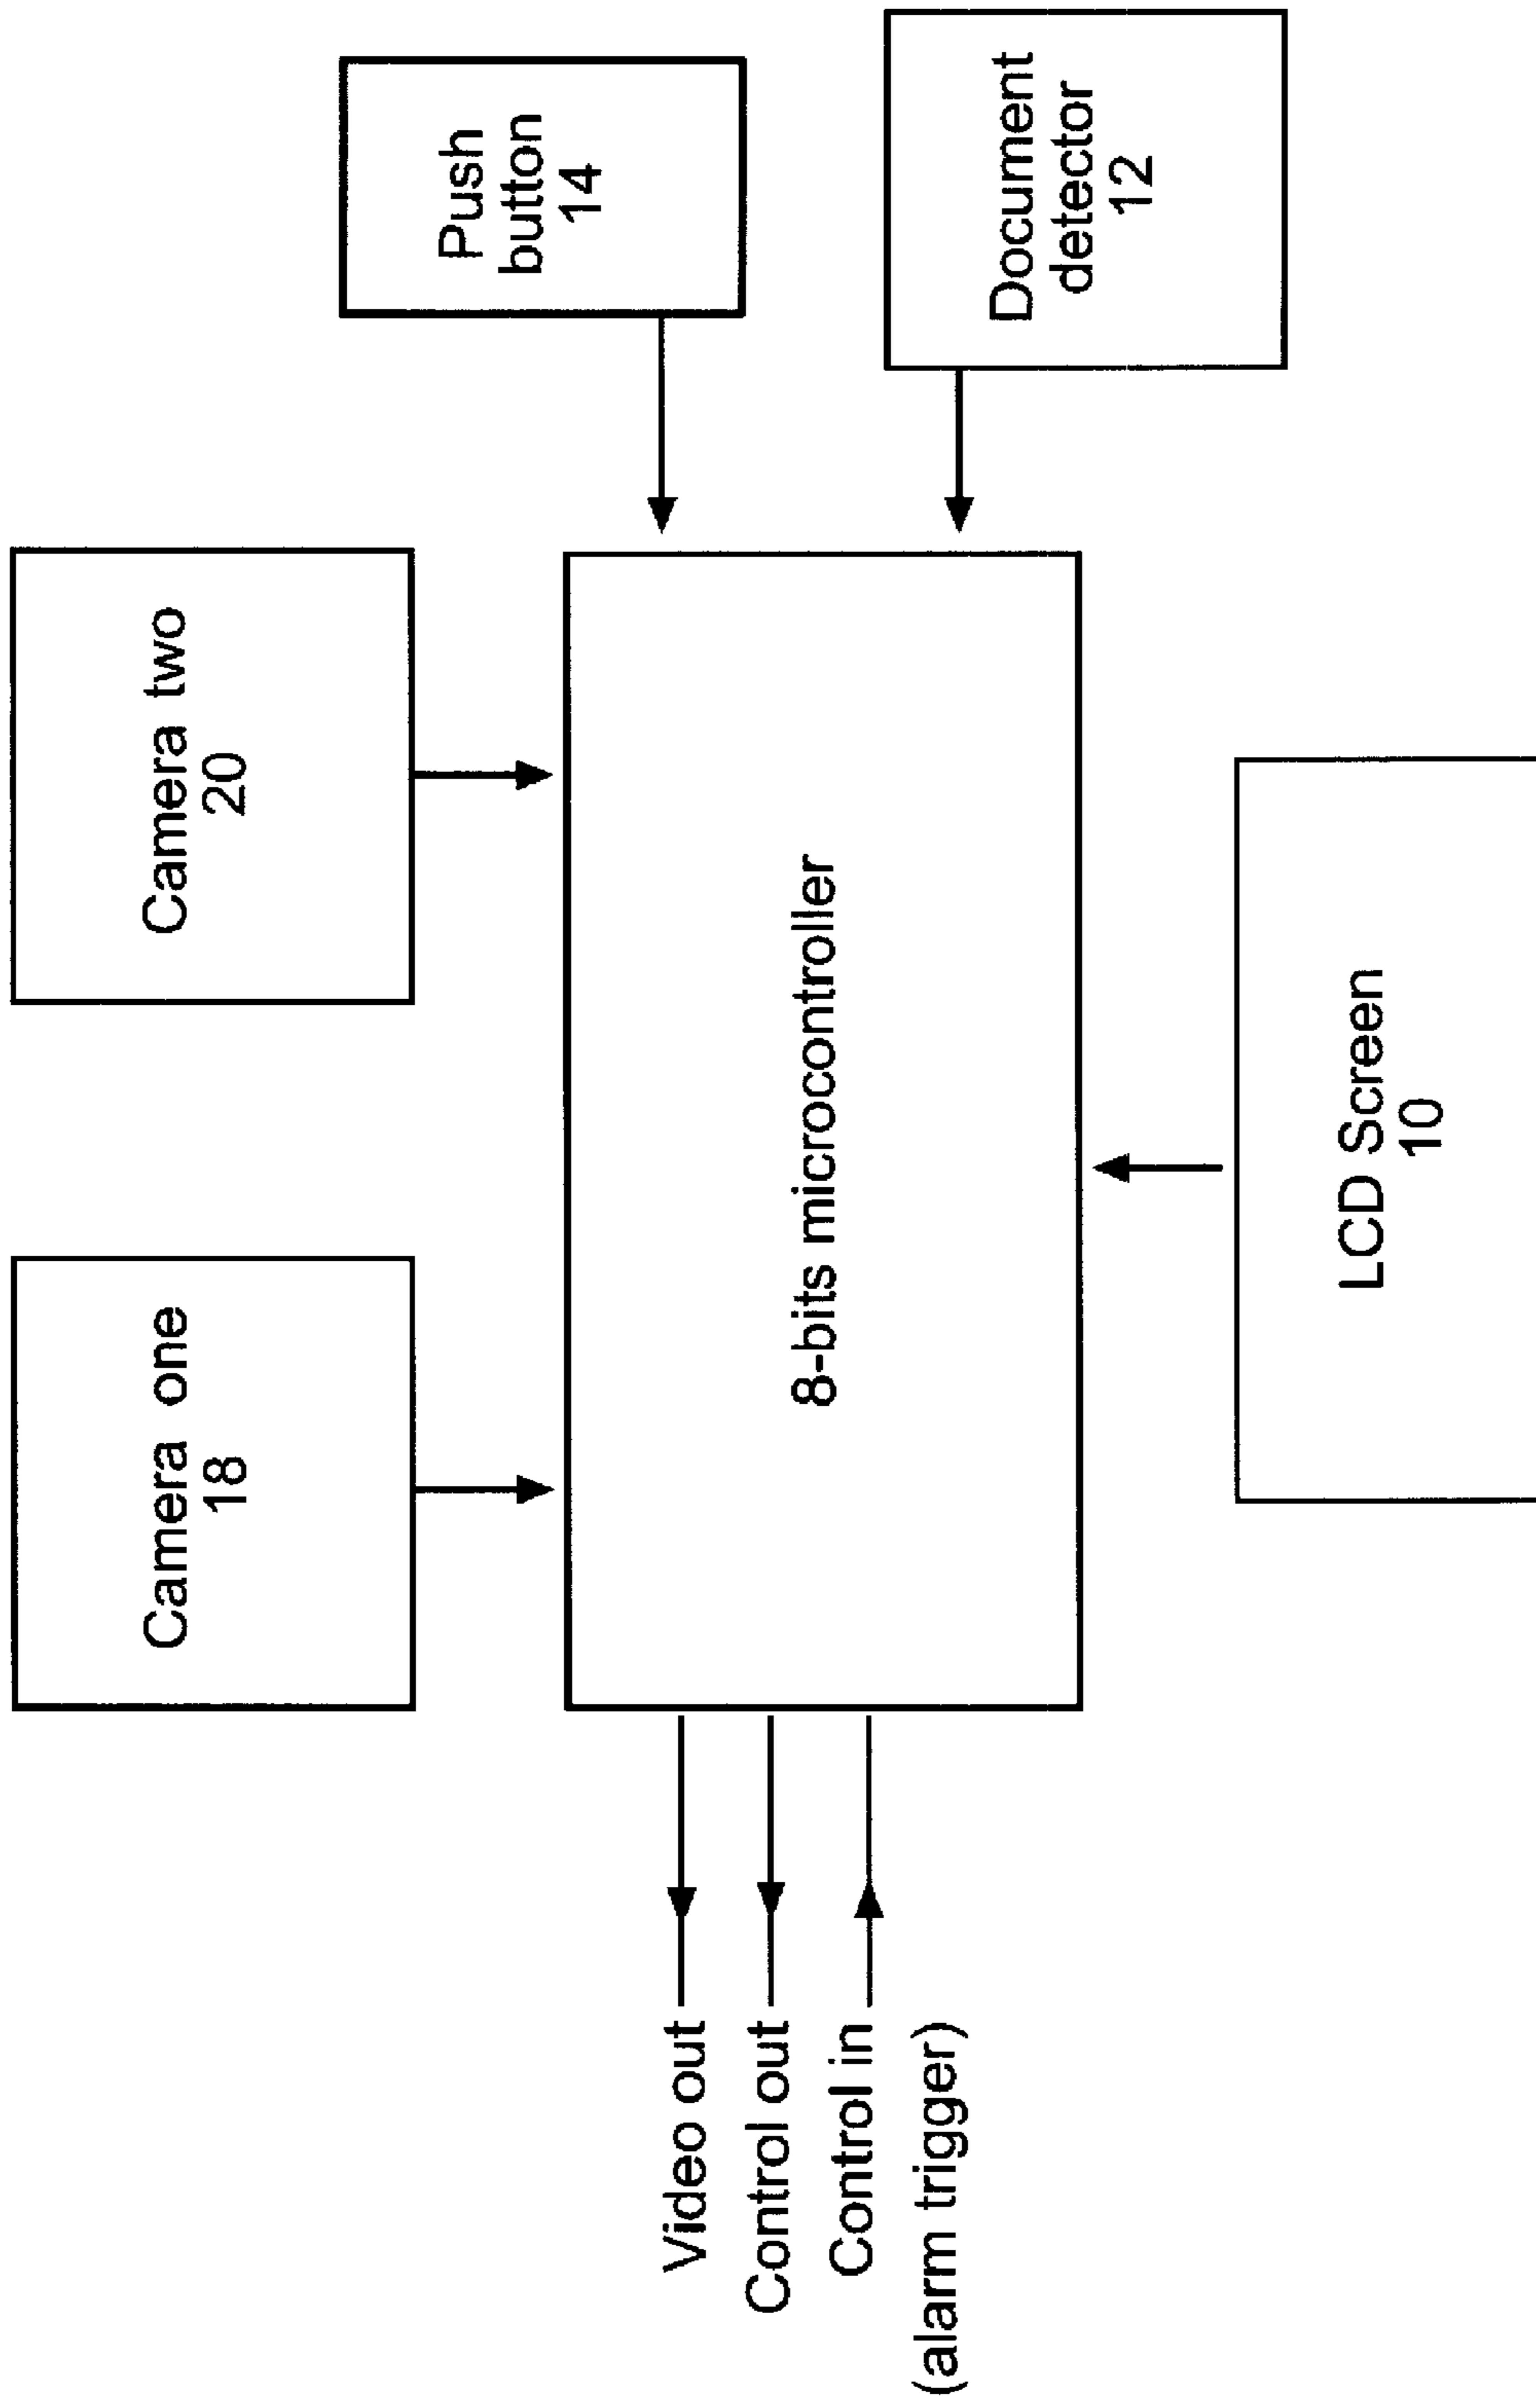 Camera one
18
Camera two
20
Push
button
14
Video out
Control out
Control in
(alarm trigger)
8-bits microcontroller
Document
detector
12
LCD Screen
10